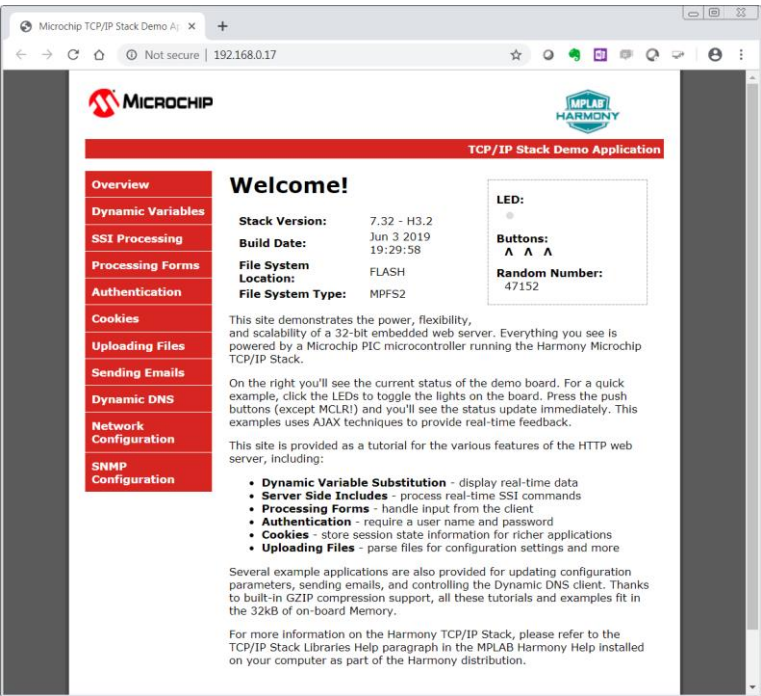 Microchip TCP/IP Stack Demo Ap
Not secure | 192.168.0.17
MICROCHIP
MPLAB
HARMONY
TCP/IP Stack Demo Application
Overview
Dynamic Variables
SSI Processing
Processing Forms
Authentication
Cookies
Uploading Files
Sending Emails
Dynamic DNS
Network
Configuration
SNMP
Configuration
Welcome!
Stack Version: 7.32 - H3.2
Build Date: Jun 3 2019
19:29:58
File System
Location: FLASH
File System Type: MPFS2
LED:
Buttons:
Λ Λ Λ
Random Number:
47152
This site demonstrates the power, flexibility,
and scalability of a 32-bit embedded web server. Everything you see is
powered by a Microchip PIC microcontroller running the Harmony Microchip
TCP/IP Stack.
On the right you'll see the current status of the demo board. For a quick
example, click the LEDs to toggle the lights on the board. Press the push
buttons (except MCLR!) and you'll see the status update immediately. This
examples uses AJAX techniques to provide real-time feedback.
This site is provided as a tutorial for the various features of the HTTP web
server, including:
• Dynamic Variable Substitution - display real-time data
• Server Side Includes - process real-time SSI commands
• Processing Forms - handle input from the client
• Authentication - require a user name and password
• Cookies - store session state information for richer applications
• Uploading Files - parse files for configuration settings and more
Several example applications are also provided for updating configuration
parameters, sending emails, and controlling the Dynamic DNS client. Thanks
to built-in GZIP compression support, all these tutorials and examples fit in
the 32kB of on-board Memory.
For more information on the Harmony TCP/IP Stack, please refer to the
TCP/IP Stack Libraries Help paragraph in the MPLAB Harmony Help installed
on your computer as part of the Harmony distribution.